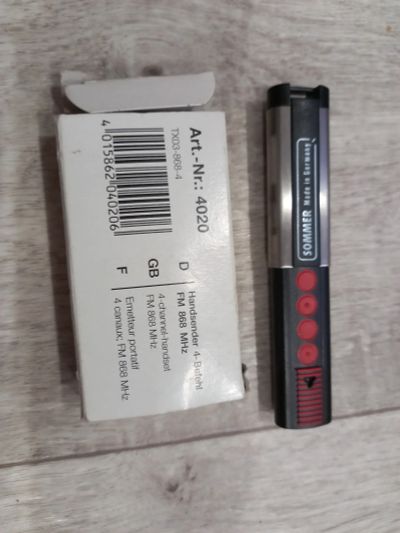 Art.-Nr.: 4020
TX03-868-4
4 015862 040206
D
Handsender 4-Befehl
FM 868 MHz
GB
4-channel-handset
FM 868 MHz
F
Emetteur portatif
4 canaux; FM 868 MHz
SOMMER Made in Germany